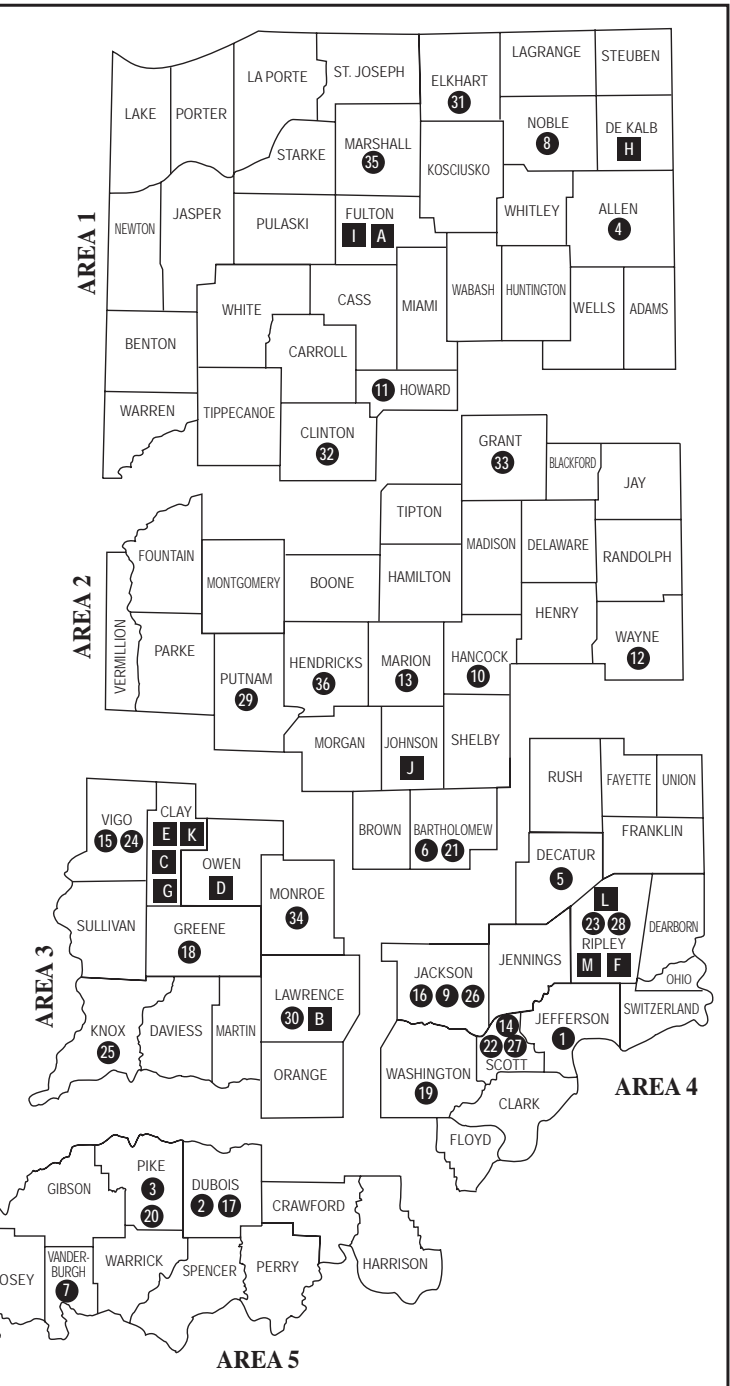 AREA 1
LAKE
PORTER
LA PORTE
ST. JOSEPH
ELKHART
31
LAGRANGE
STEUBEN
NOBLE
8
DE KALB
H
STARKE
MARSHALL
35
KOSCIUSKO
NEWTON
JASPER
PULASKI
FULTON
I A
WHITLEY
ALLEN
4
WHITE
CASS
MIAMI
WABASH
HUNTINGTON
WELLS
ADAMS
BENTON
CARROLL
11 HOWARD
WARREN
TIPPECANOE
CLINTON
32
AREA 2
GRANT
33
BLACKFORD
JAY
TIPTON
FOUNTAIN
MONTGOMERY
BOONE
HAMILTON
MADISON
DELAWARE
RANDOLPH
HENRY
VERMILLION
PARKE
PUTNAM
29
HENDRICKS
36
MARION
13
HANCOCK
10
WAYNE
12
MORGAN
JOHNSON
J
SHELBY
BROWN
BARTHOLOMEW
6 21
AREA 3
VIGO
15 24
CLAY
E K
C
G
OWEN
D
MONROE
34
SULLIVAN
GREENE
18
LAWRENCE
30 B
KNOX
25
DAVIESS
MARTIN
ORANGE
RUSH
FAYETTE
UNION
FRANKLIN
DECATUR
5
L
23 28
RIPLEY
M F
DEARBORN
OHIO
SWITZERLAND
JENNINGS
JACKSON
16 9 26
14
22 27
SCOTT
JEFFERSON
1
WASHINGTON
19
CLARK
FLOYD
AREA 4
GIBSON
PIKE
3
20
DUBOIS
2 17
CRAWFORD
OSEY
VANDER-
BURGH
7
WARRICK
SPENCER
PERRY
HARRISON
AREA 5